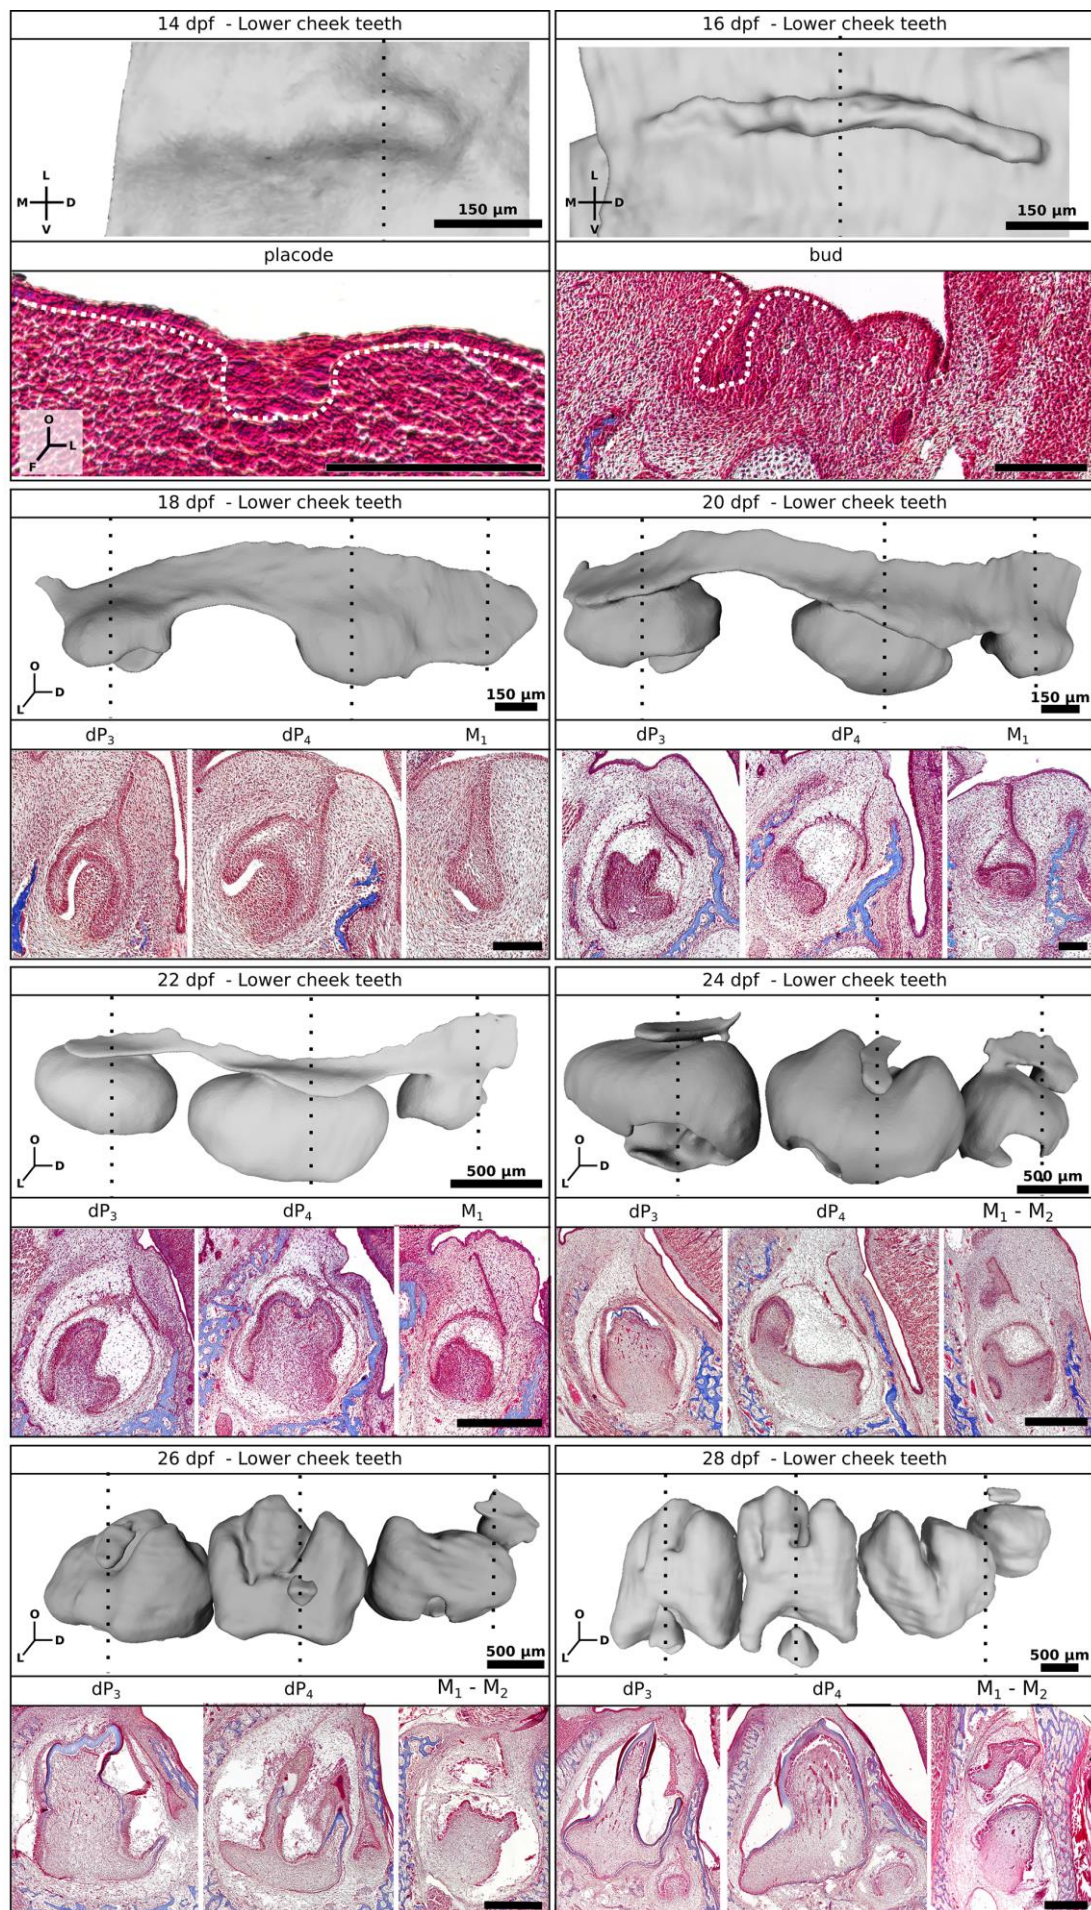 14 dpf - Lower cheek teeth
16 dpf - Lower cheek teeth
L
M D
V
150 µm
150 µm
placode
bud
O
L
F
18 dpf - Lower cheek teeth
20 dpf - Lower cheek teeth
O
D
L
150 µm
150 µm
dP₃ dP₄ M₁
dP₃ dP₄ M₁
22 dpf - Lower cheek teeth
24 dpf - Lower cheek teeth
O
D
L
500 µm
O
D
L
500 µm
dP₃ dP₄ M₁
dP₃ dP₄ M₁ - M₂
26 dpf - Lower cheek teeth
28 dpf - Lower cheek teeth
O
D
L
500 µm
O
D
L
500 µm
dP₃ dP₄ M₁ - M₂
dP₃ dP₄ M₁ - M₂